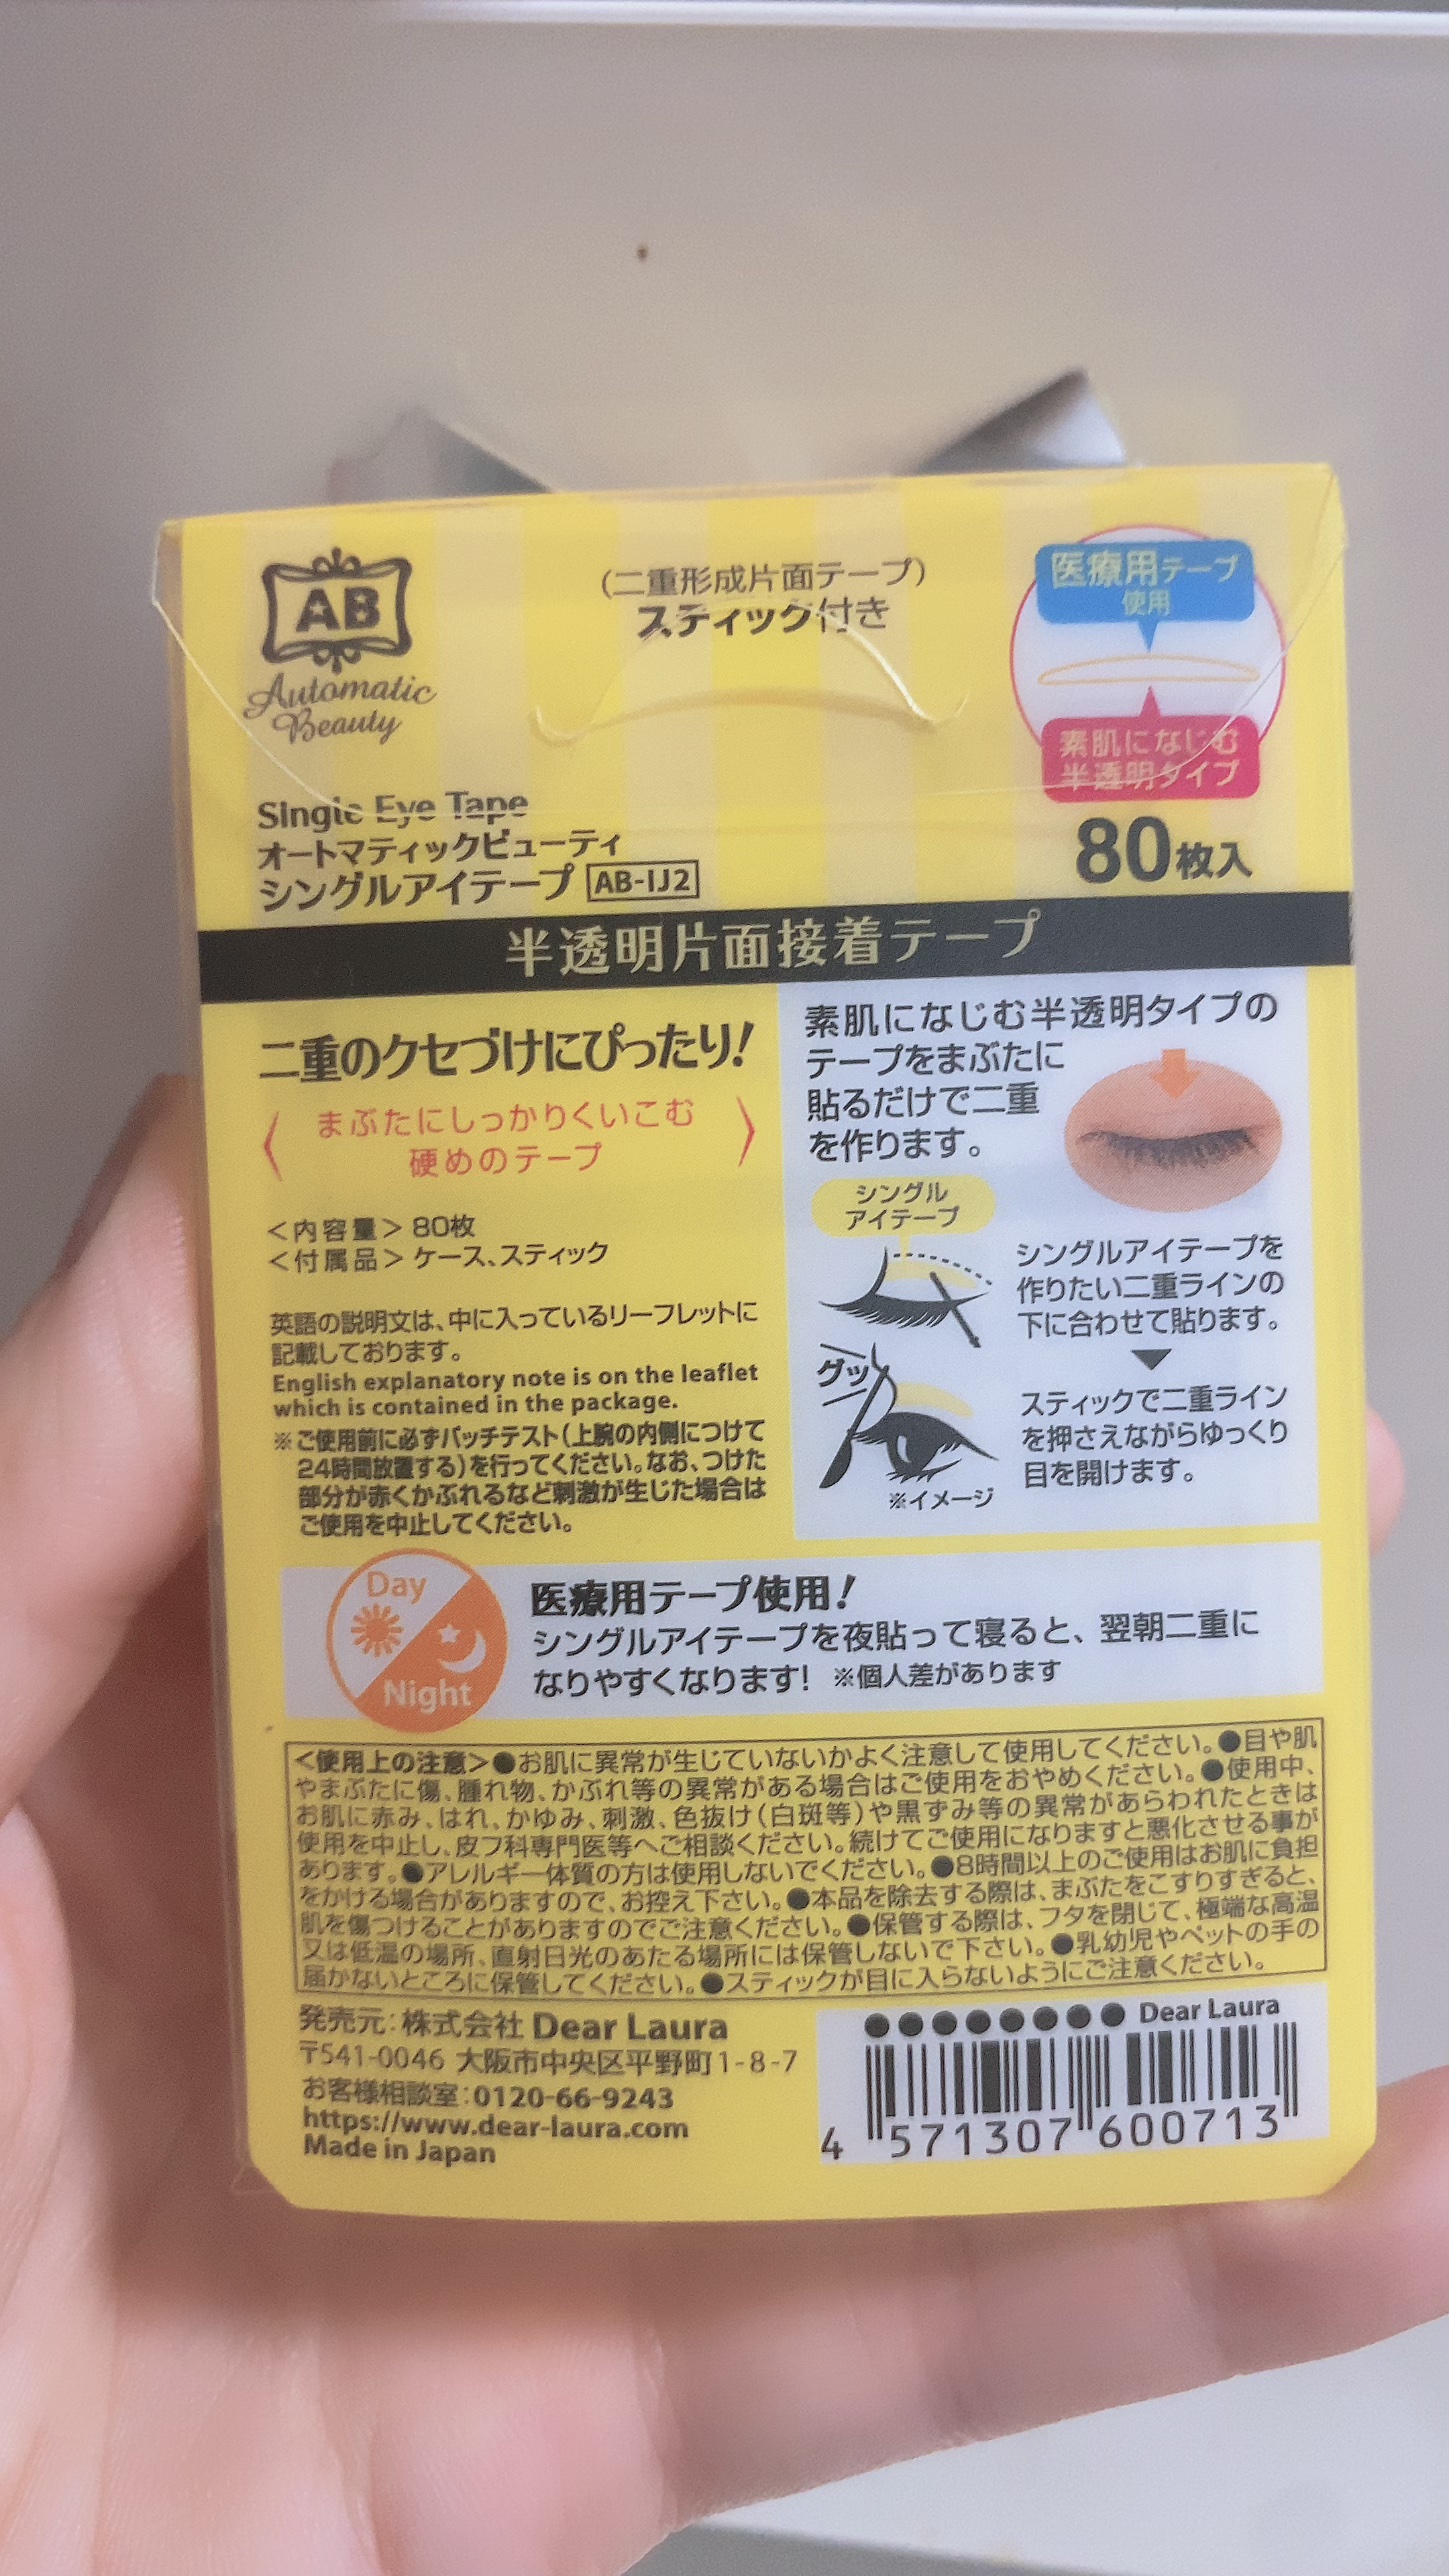 AB
Automatic
Beauty
(二重形成片面テープ)
スティック付き
医療用テープ
使用
素肌になじむ
半透明タイプ
Single Eye Tape
オートマティックビューティ
シングルアイテープ AB-IJ2
80枚入
半透明片面接着テープ
二重のクセづけにぴったり!
まぶたにしっかりくいこむ
硬めのテープ
<内容量> 80枚
<付属品> ケース、スティック
英語の説明文は、中に入っているリーフレットに
記載しております。
English explanatory note is on the leaflet
which is contained in the package.
※ご使用前に必ずパッチテスト(上腕の内側につけて
24時間放置する)を行ってください。なお、つけた
部分が赤くかぶれるなど刺激が生じた場合は
ご使用を中止してください。
素肌になじむ半透明タイプの
テープをまぶたに
貼るだけで二重
を作ります。
シングル
アイテープ
シングルアイテープを
作りたい二重ラインの
下に合わせて貼ります。
グッ
スティックで二重ライン
を押さえながらゆっくり
目を開けます。
※イメージ
Day
Night
医療用テープ使用!
シングルアイテープを夜貼って寝ると、翌朝二重に
なりやすくなります! ※個人差があります
<使用上の注意>●お肌に異常が生じていないかよく注意して使用してください。●目や肌
やまぶたに傷、腫れ物、かぶれ等の異常がある場合はご使用をおやめください。●使用中、
お肌に赤み、はれ、かゆみ、刺激、色抜け(白斑等)や黒ずみ等の異常があらわれたときは
使用を中止し、皮フ科専門医等へご相談ください。続けてご使用になりますと悪化させる事が
あります。●アレルギー体質の方は使用しないでください。●8時間以上のご使用はお肌に負担
をかける場合がありますので、お控え下さい。●本品を除去する際は、まぶたをこすりすぎると、
肌を傷つけることがありますのでご注意ください。●保管する際は、フタを閉じて、極端な高温
又は低温の場所、直射日光のあたる場所には保管しないで下さい。●乳幼児やペットの手の
届かないところに保管してください。●スティックが目に入らないようにご注意ください。
発売元:株式会社 Dear Laura
〒541-0046 大阪市中央区平野町1-8-7
お客様相談室:0120-66-9243
https://www.dear-laura.com
Made in Japan
●●●●●●●● Dear Laura
4 571307 600713